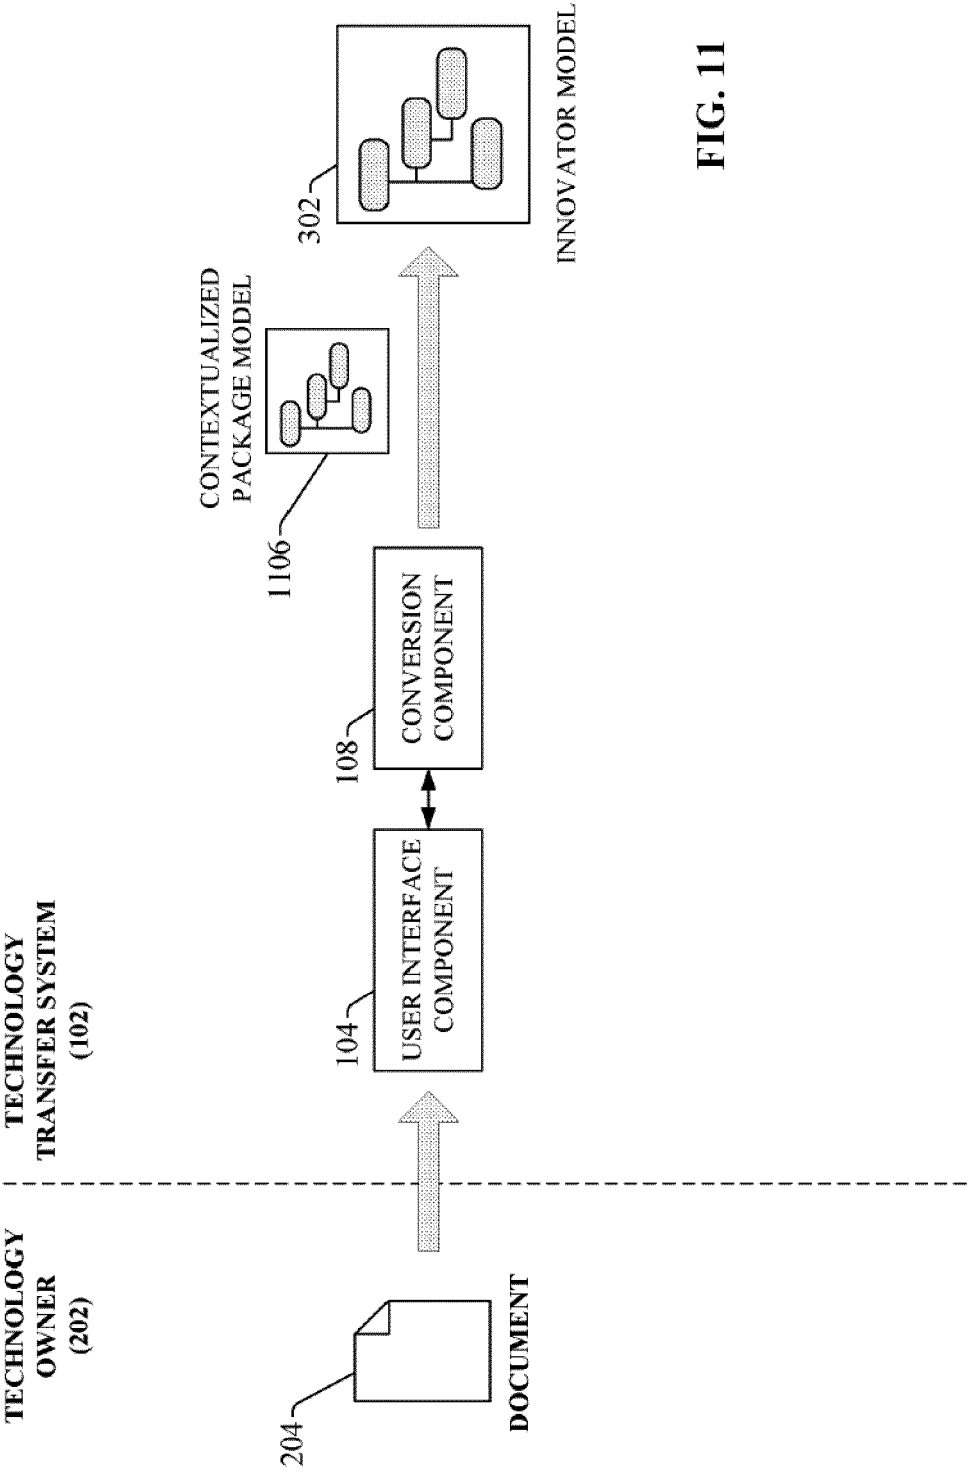 TECHNOLOGY
OWNER
(202)
TECHNOLOGY
TRANSFER SYSTEM
(102)
204
DOCUMENT
104
USER INTERFACE
COMPONENT
108
CONVERSION
COMPONENT
CONTEXTUALIZED
PACKAGE MODEL
1106
302
INNOVATOR MODEL
FIG. 11